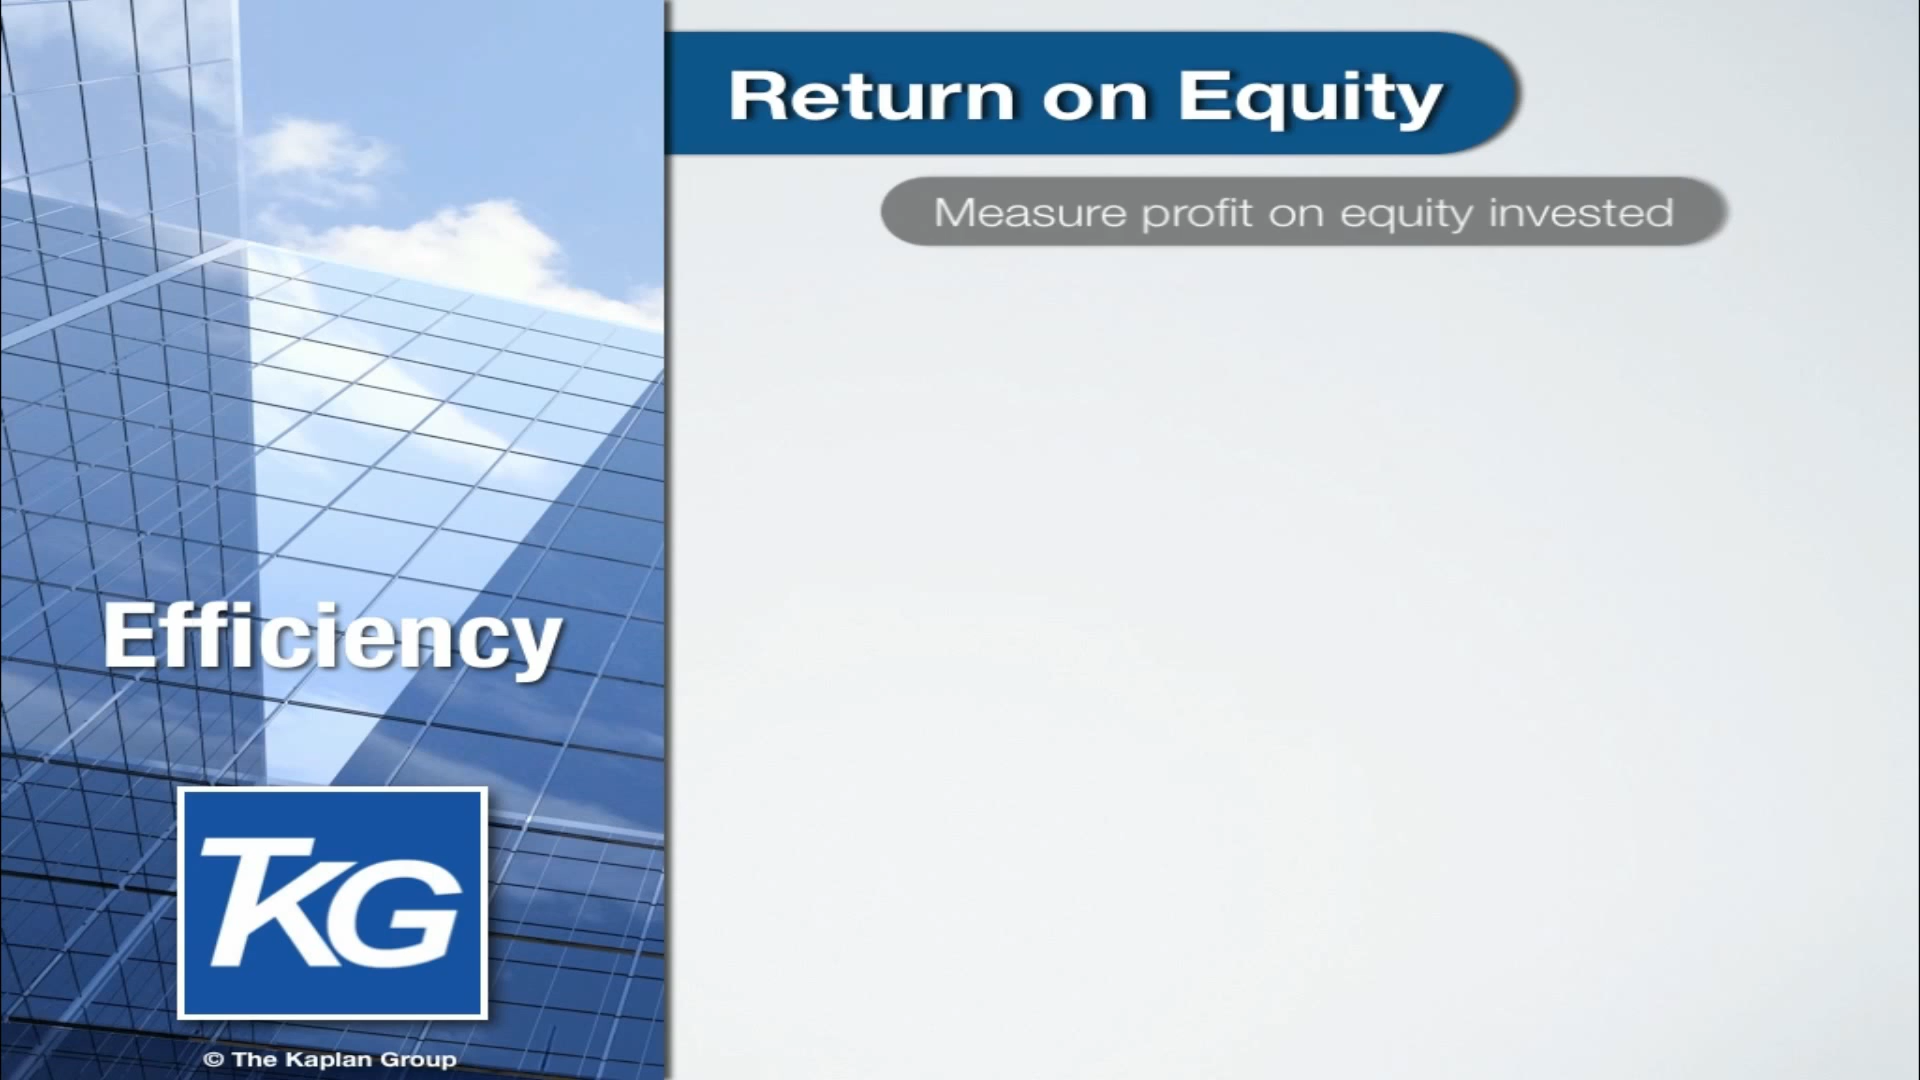 Return on Equity
Measure profit on equity invested
Efficiency
TKG
© The Kaplan Group